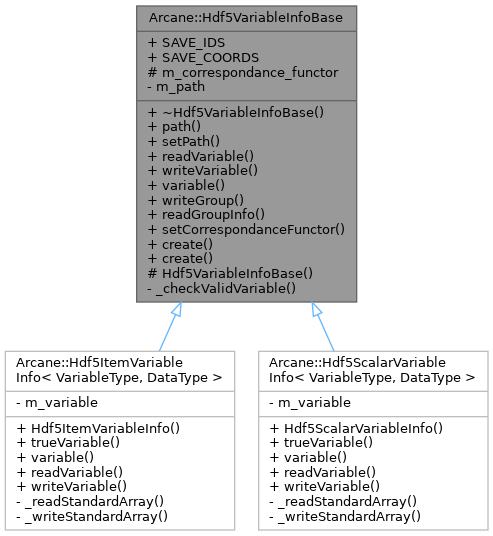 Arcane::Hdf5VariableInfoBase
+ SAVE_IDS
+ SAVE_COORDS
# m_correspondance_functor
- m_path
+ ~Hdf5VariableInfoBase()
+ path()
+ setPath()
+ readVariable()
+ writeVariable()
+ variable()
+ writeGroup()
+ readGroupInfo()
+ setCorrespondanceFunctor()
+ create()
+ create()
# Hdf5VariableInfoBase()
- _checkValidVariable()
Arcane::Hdf5ItemVariable
Info< VariableType, DataType >
- m_variable
+ Hdf5ItemVariableInfo()
+ trueVariable()
+ variable()
+ readVariable()
+ writeVariable()
- _readStandardArray()
- _writeStandardArray()
Arcane::Hdf5ScalarVariable
Info< VariableType, DataType >
- m_variable
+ Hdf5ScalarVariableInfo()
+ trueVariable()
+ variable()
+ readVariable()
+ writeVariable()
- _readStandardArray()
- _writeStandardArray()